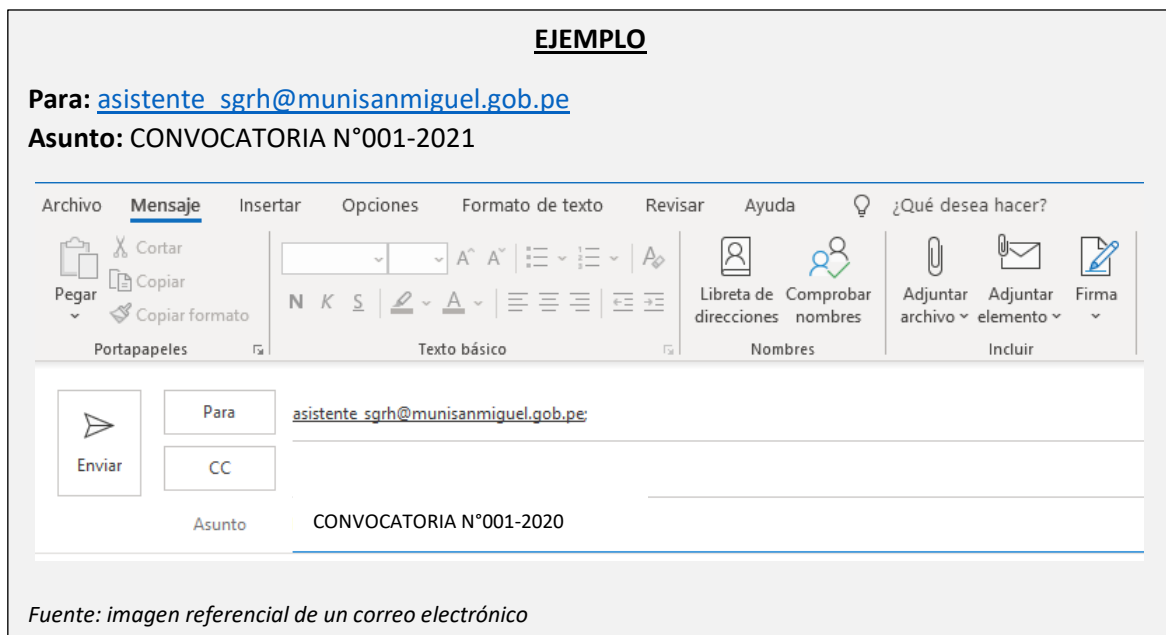 EJEMPLO
Para: asistente_sgrh@munisanmiguel.gob.pe
Asunto: CONVOCATORIA N°001-2021
Archivo Mensaje Insertar Opciones Formato de texto Revisar Ayuda ¿Qué desea hacer?
Pegar
Cortar
Copiar
Copiar formato
Portapapeles
N K S
A
Texto básico
Libreta de direcciones
Comprobar nombres
Nombres
Adjuntar archivo
Adjuntar elemento
Firma
Incluir
Enviar
Para
asistente_sgrh@munisanmiguel.gob.pe;
CC
Asunto
CONVOCATORIA N°001-2020
Fuente: imagen referencial de un correo electrónico